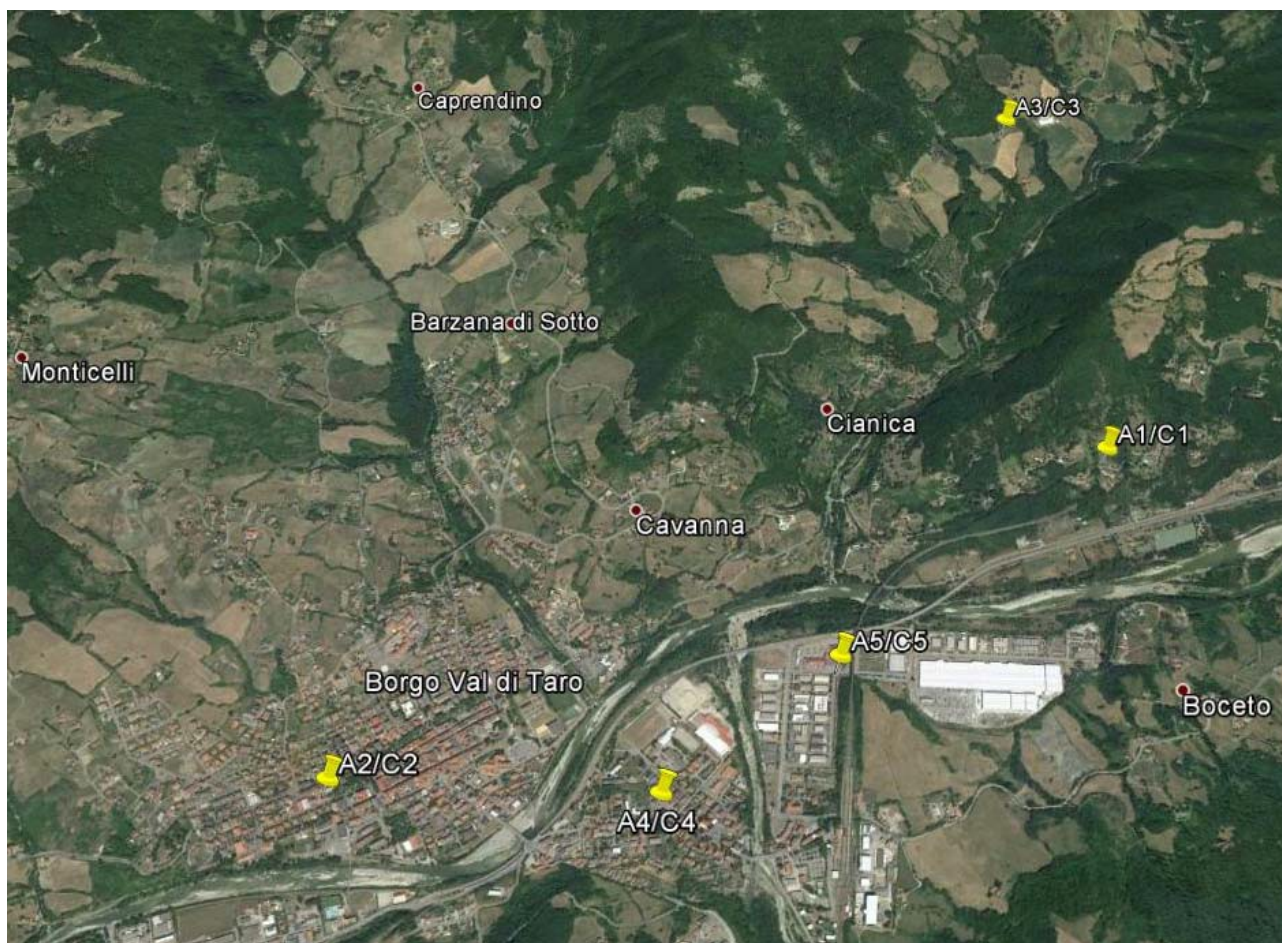 Caprendino
A3/C3
Barzana di Sotto
Monticelli
Cianica
A1/C1
Cavanna
A5/C5
Borgo Val di Taro
Boceto
A2/C2
A4/C4